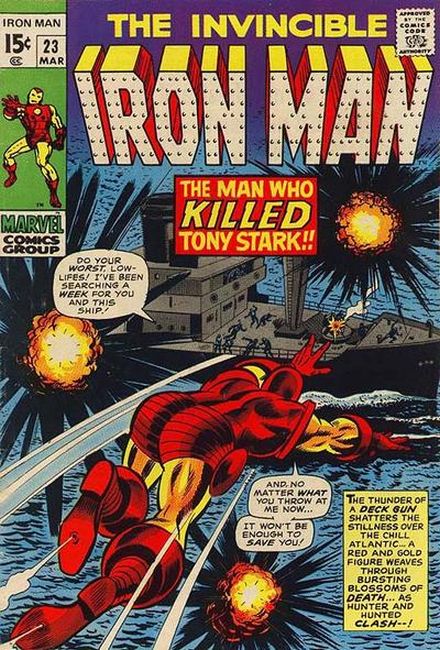 IRON MAN
15¢
23
MAR
CC
THE INVINCIBLE
IRON MAN
TM
APPROVED
BY THE
COMICS
CODE
AUTHORITY
TM
MARVEL
COMICS
GROUP
THE MAN WHO
KILLED
TONY STARK!!
DO YOUR
WORST, LOW-
LIFES! I'VE BEEN
SEARCHING A
WEEK FOR YOU
AND THIS
SHIP!
AND, NO
MATTER WHAT
YOU THROW AT
ME NOW...
IT WON'T BE
ENOUGH TO
SAVE YOU!
THE THUNDER OF
A DECK GUN
SHATTERS THE
STILLNESS OVER
THE CHILL
ATLANTIC... A
RED AND GOLD
FIGURE WEAVES
THROUGH
BURSTING
BLOSSOMS OF
DEATH... AS
HUNTER AND
HUNTED
CLASH--!